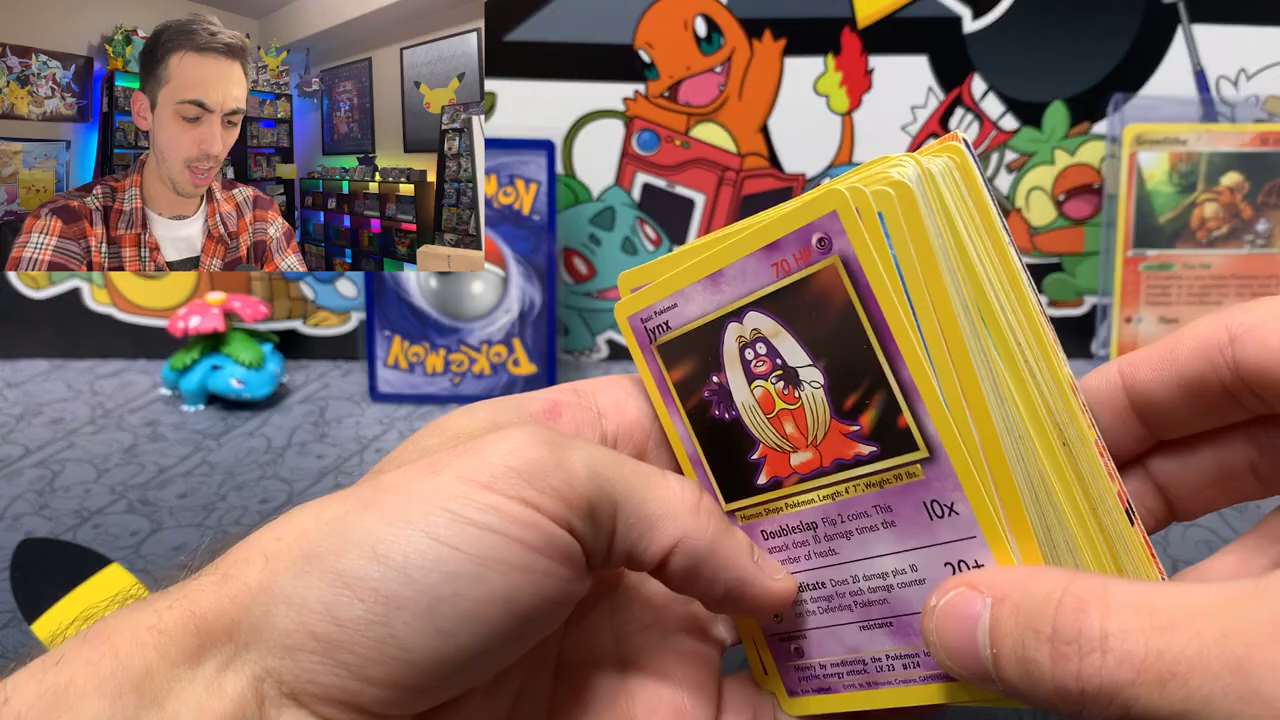 Basic Pokémon
Jynx
70 HP
Human Shape Pokémon. Length: 4' 7", Weight: 90 lbs.
Doubleslap Flip 2 coins. This
attack does 10 damage times the
number of heads.
10x
ditate Does 20 damage plus 10
more damage for each damage counter
on the Defending Pokémon.
20+
weakness
resistance
Merely by meditating, the Pokémon
psychic energy attack. LV. 23 #124
Growlithe
POKéMON